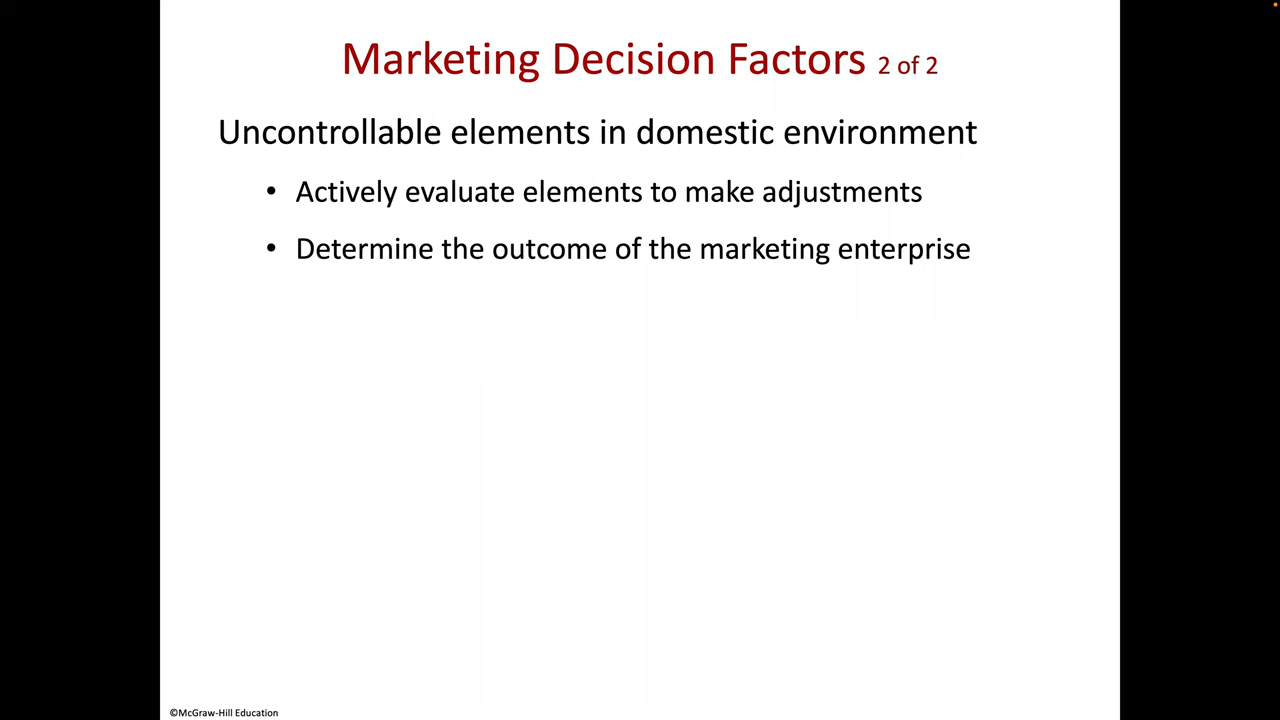 Marketing Decision Factors 2 of 2
Uncontrollable elements in domestic environment
• Actively evaluate elements to make adjustments
• Determine the outcome of the marketing enterprise
©McGraw-Hill Education